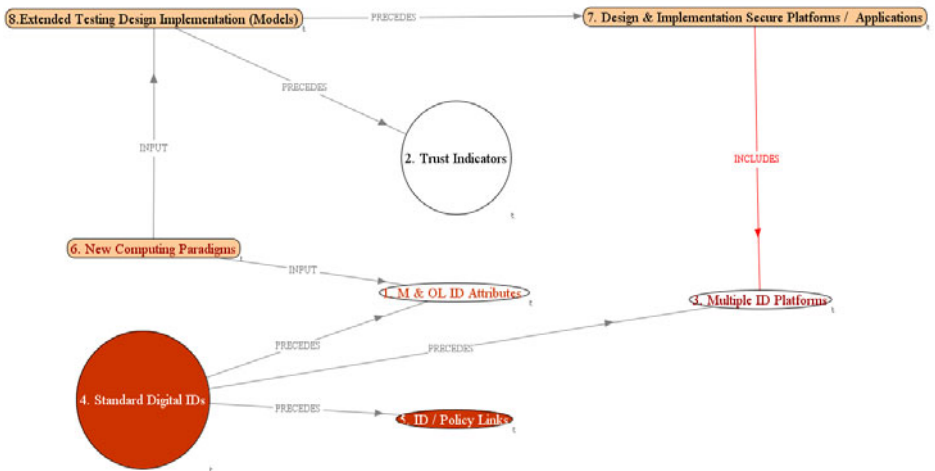 8.Extended Testing Design Implementation (Models)
PRECEDES
7. Design & Implementation Secure Platforms / Applications
t
t
PRECEDES
INPUT
2. Trust Indicators
INCLUDES
t
6. New Computing Paradigms
t
INPUT
1. M & OL ID Attributes
t
3. Multiple ID Platforms
t
PRECEDES
PRECEDES
4. Standard Digital IDs
PRECEDES
5. ID / Policy Links
t